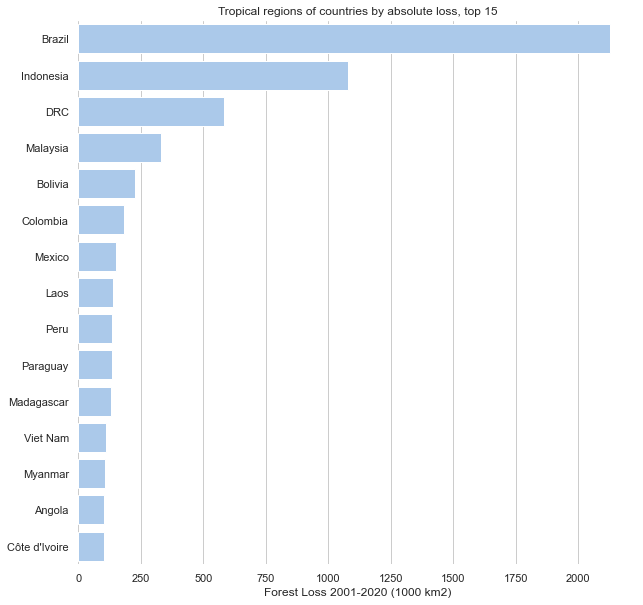 Tropical regions of countries by absolute loss, top 15
Brazil
Indonesia
DRC
Malaysia
Bolivia
Colombia
Mexico
Laos
Peru
Paraguay
Madagascar
Viet Nam
Myanmar
Angola
Côte d'Ivoire
0 250 500 750 1000 1250 1500 1750 2000
Forest Loss 2001-2020 (1000 km2)